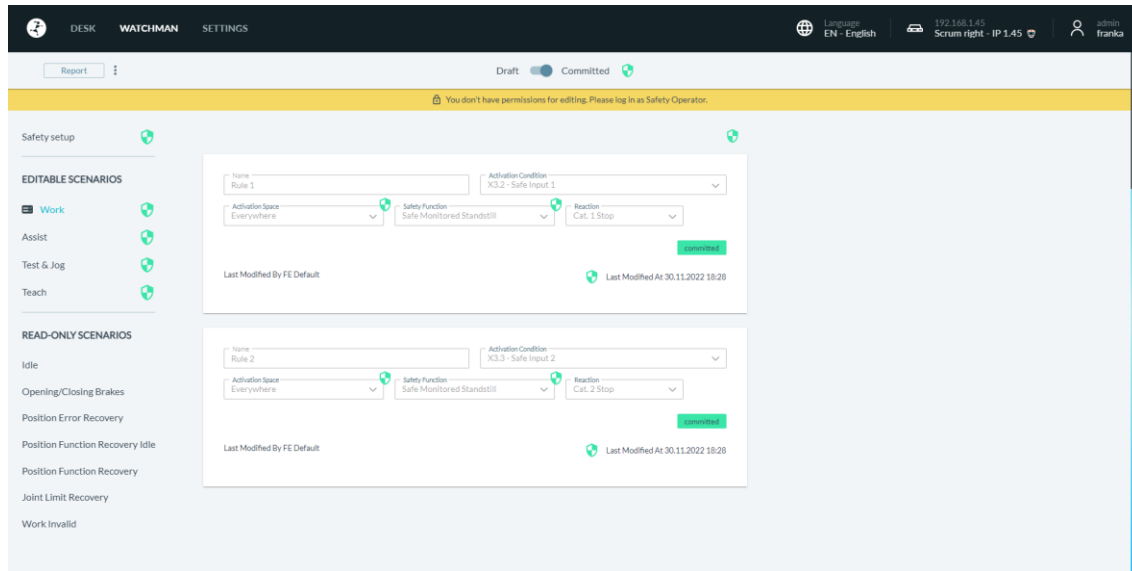 DESK WATCHMAN SETTINGS
Language
EN - English
192.168.1.45
Scrum right - IP 1.45
admin
franka
Report
Draft Committed
You don't have permissions for editing. Please log in as Safety Operator.
Safety setup
EDITABLE SCENARIOS
Work
Assist
Test & Jog
Teach
READ-ONLY SCENARIOS
Idle
Opening/Closing Brakes
Position Error Recovery
Position Function Recovery Idle
Position Function Recovery
Joint Limit Recovery
Work Invalid
Name
Rule 1
Activation Condition
X3.2 - Safe Input 1
Activation Space
Everywhere
Safety Function
Safe Monitored Standstill
Reaction
Cat. 1 Stop
committed
Last Modified By FE Default
Last Modified At 30.11.2022 18:28
Name
Rule 2
Activation Condition
X3.3 - Safe Input 2
Activation Space
Everywhere
Safety Function
Safe Monitored Standstill
Reaction
Cat. 2 Stop
committed
Last Modified By FE Default
Last Modified At 30.11.2022 18:28